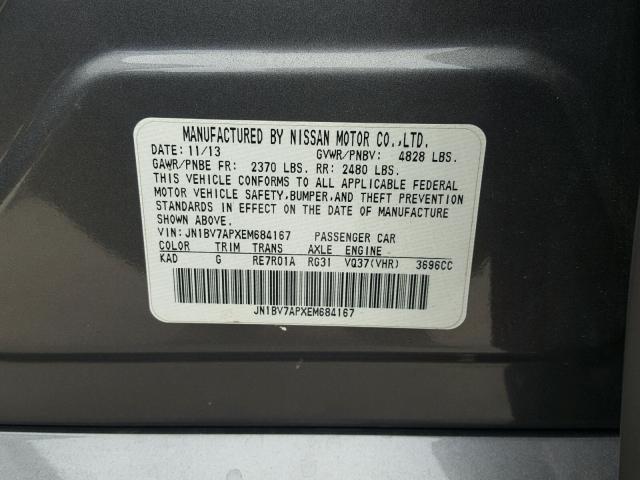 MANUFACTURED BY NISSAN MOTOR CO.,LTD.
DATE: 11/13 GVWR/PNBV: 4828 LBS.
GAWR/PNBE FR: 2370 LBS. RR: 2480 LBS.
THIS VEHICLE CONFORMS TO ALL APPLICABLE FEDERAL
MOTOR VEHICLE SAFETY,BUMPER,AND THEFT PREVENTION
STANDARDS IN EFFECT ON THE DATE OF MANUFACTURE
SHOWN ABOVE.
VIN: JN1BV7APXEM684167 PASSENGER CAR
COLOR TRIM TRANS AXLE ENGINE
KAD G RE7R01A RG31 VQ37(VHR) 3696CC
JN1BV7APXEM684167